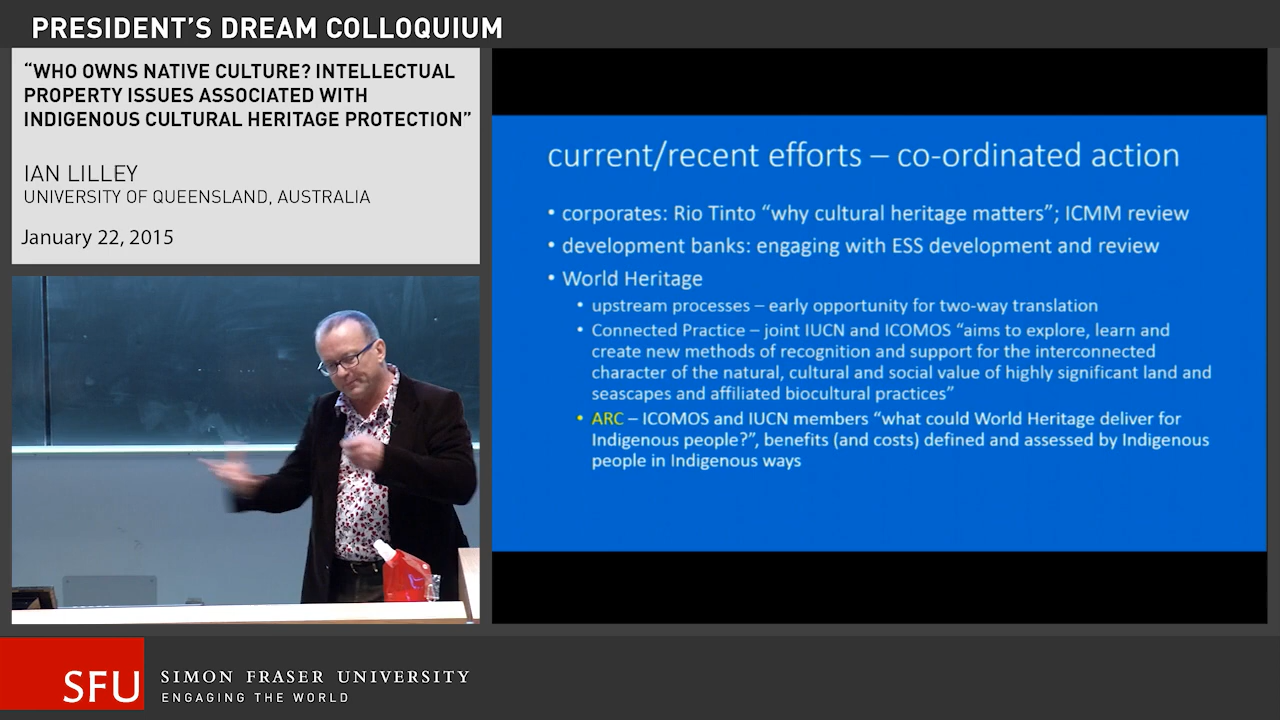 PRESIDENT'S DREAM COLLOQUIUM
“WHO OWNS NATIVE CULTURE? INTELLECTUAL
PROPERTY ISSUES ASSOCIATED WITH
INDIGENOUS CULTURAL HERITAGE PROTECTION”
IAN LILLEY
UNIVERSITY OF QUEENSLAND, AUSTRALIA
January 22, 2015
current/recent efforts – co-ordinated action
• corporates: Rio Tinto “why cultural heritage matters”; ICMM review
• development banks: engaging with ESS development and review
• World Heritage
• upstream processes – early opportunity for two-way translation
• Connected Practice – joint IUCN and ICOMOS “aims to explore, learn and
create new methods of recognition and support for the interconnected
character of the natural, cultural and social value of highly significant land and
seascapes and affiliated biocultural practices”
• ARC – ICOMOS and IUCN members “what could World Heritage deliver for
Indigenous people?”, benefits (and costs) defined and assessed by Indigenous
people in Indigenous ways
SFU
SIMON FRASER UNIVERSITY
ENGAGING THE WORLD